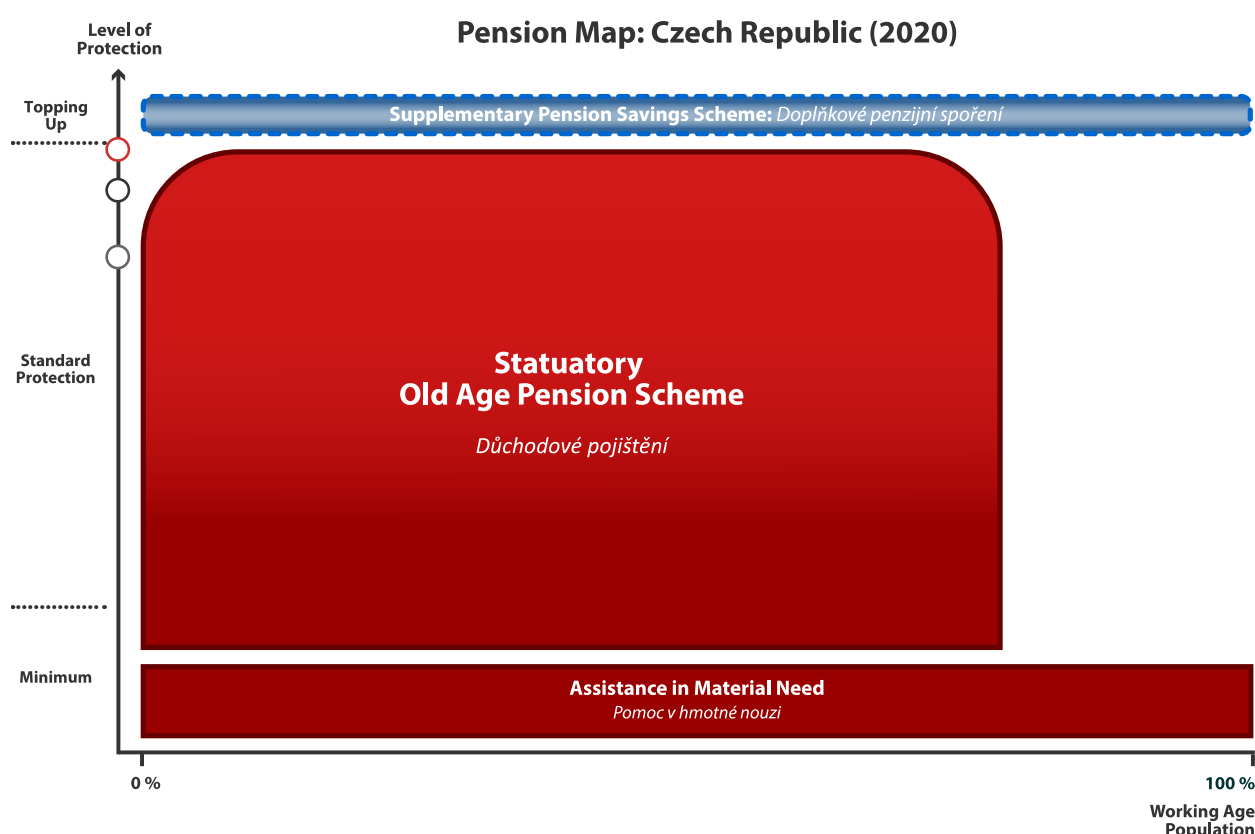 Pension Map: Czech Republic (2020)
Level of
Protection
Topping
Up
Supplementary Pension Savings Scheme: Doplňkové penzijní spoření
Standard
Protection
Statuatory
Old Age Pension Scheme
Důchodové pojištění
Minimum
Assistance in Material Need
Pomoc v hmotné nouzi
0 %
100 %
Working Age
Population